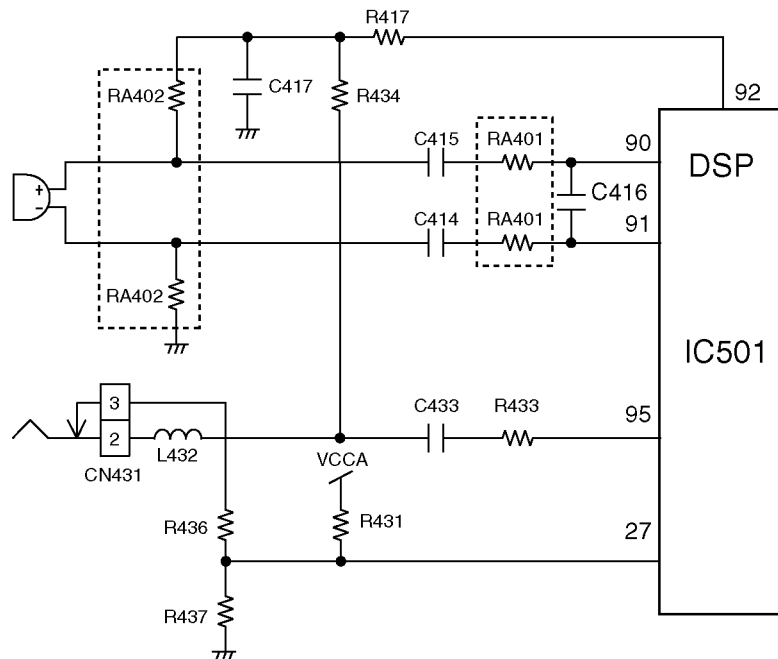 R417
92
RA402
C417
R434
C415
RA401
90
DSP
+
−
C416
C414
RA401
91
RA402
IC501
3
C433
R433
95
2
L432
VCCA
CN431
R436
R431
27
R437